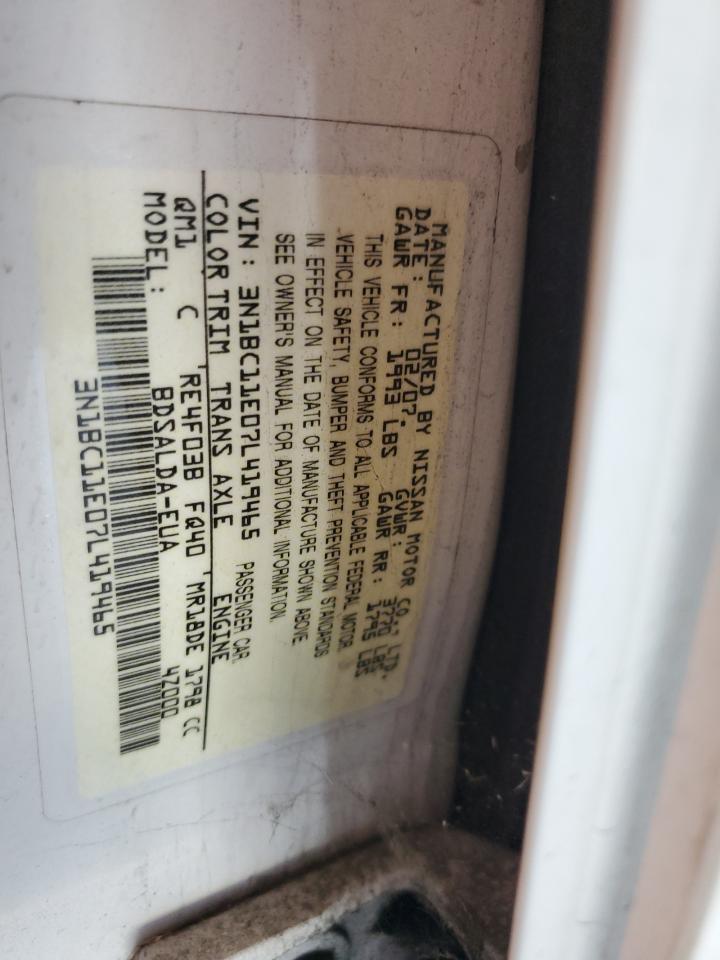 MANUFACTURED BY NISSAN MOTOR CO., LTD.
DATE: 02/07. GVWR: 3770 LBS
GAWR FR: 1993 LBS GAWR RR: 1795 LBS
THIS VEHICLE CONFORMS TO ALL APPLICABLE FEDERAL MOTOR
VEHICLE SAFETY, BUMPER AND THEFT PREVENTION STANDARDS
IN EFFECT ON THE DATE OF MANUFACTURE SHOWN ABOVE.
SEE OWNER'S MANUAL FOR ADDITIONAL INFORMATION.
VIN: 3N1BC11E07L419465 PASSENGER CAR.
COLOR TRIM TRANS AXLE ENGINE
QM1 C RE4F03B FQ40 MR18DE 1798 CC
MODEL: BDSALDA-EUA 4Z000
3N1BC11E07L419465